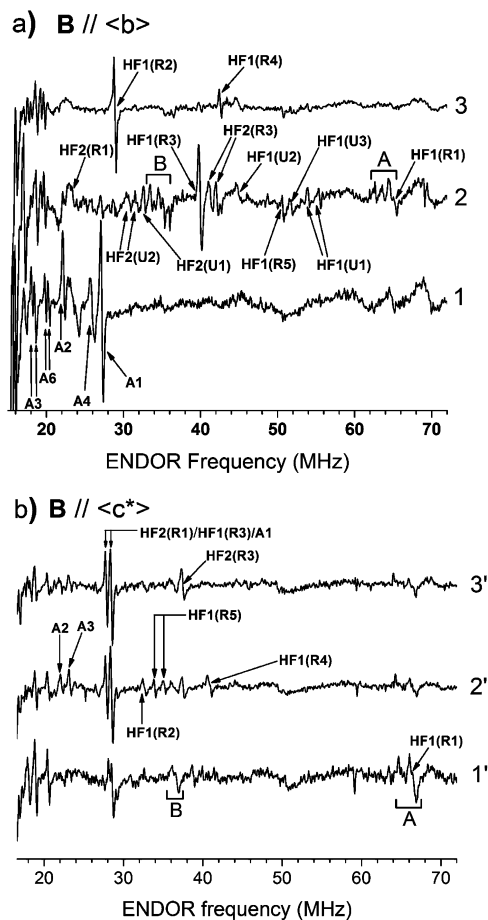 a) B // <b>
HF1(R2)
HF1(R4)
3
HF2(R1)
B
HF1(R3)
HF2(R3)
HF1(U2)
HF1(U3)
A
HF1(R1)
2
HF2(U2)
HF2(U1)
HF1(R5)
HF1(U1)
1
A3
A6
A2
A4
A1
20 30 40 50 60 70
ENDOR Frequency (MHz)
b) B // <c*>
HF2(R1)/HF1(R3)/A1
HF2(R3)
3'
HF1(R5)
A2
A3
HF1(R4)
2'
HF1(R2)
HF1(R1)
1'
B
A
20 30 40 50 60 70
ENDOR frequency (MHz)